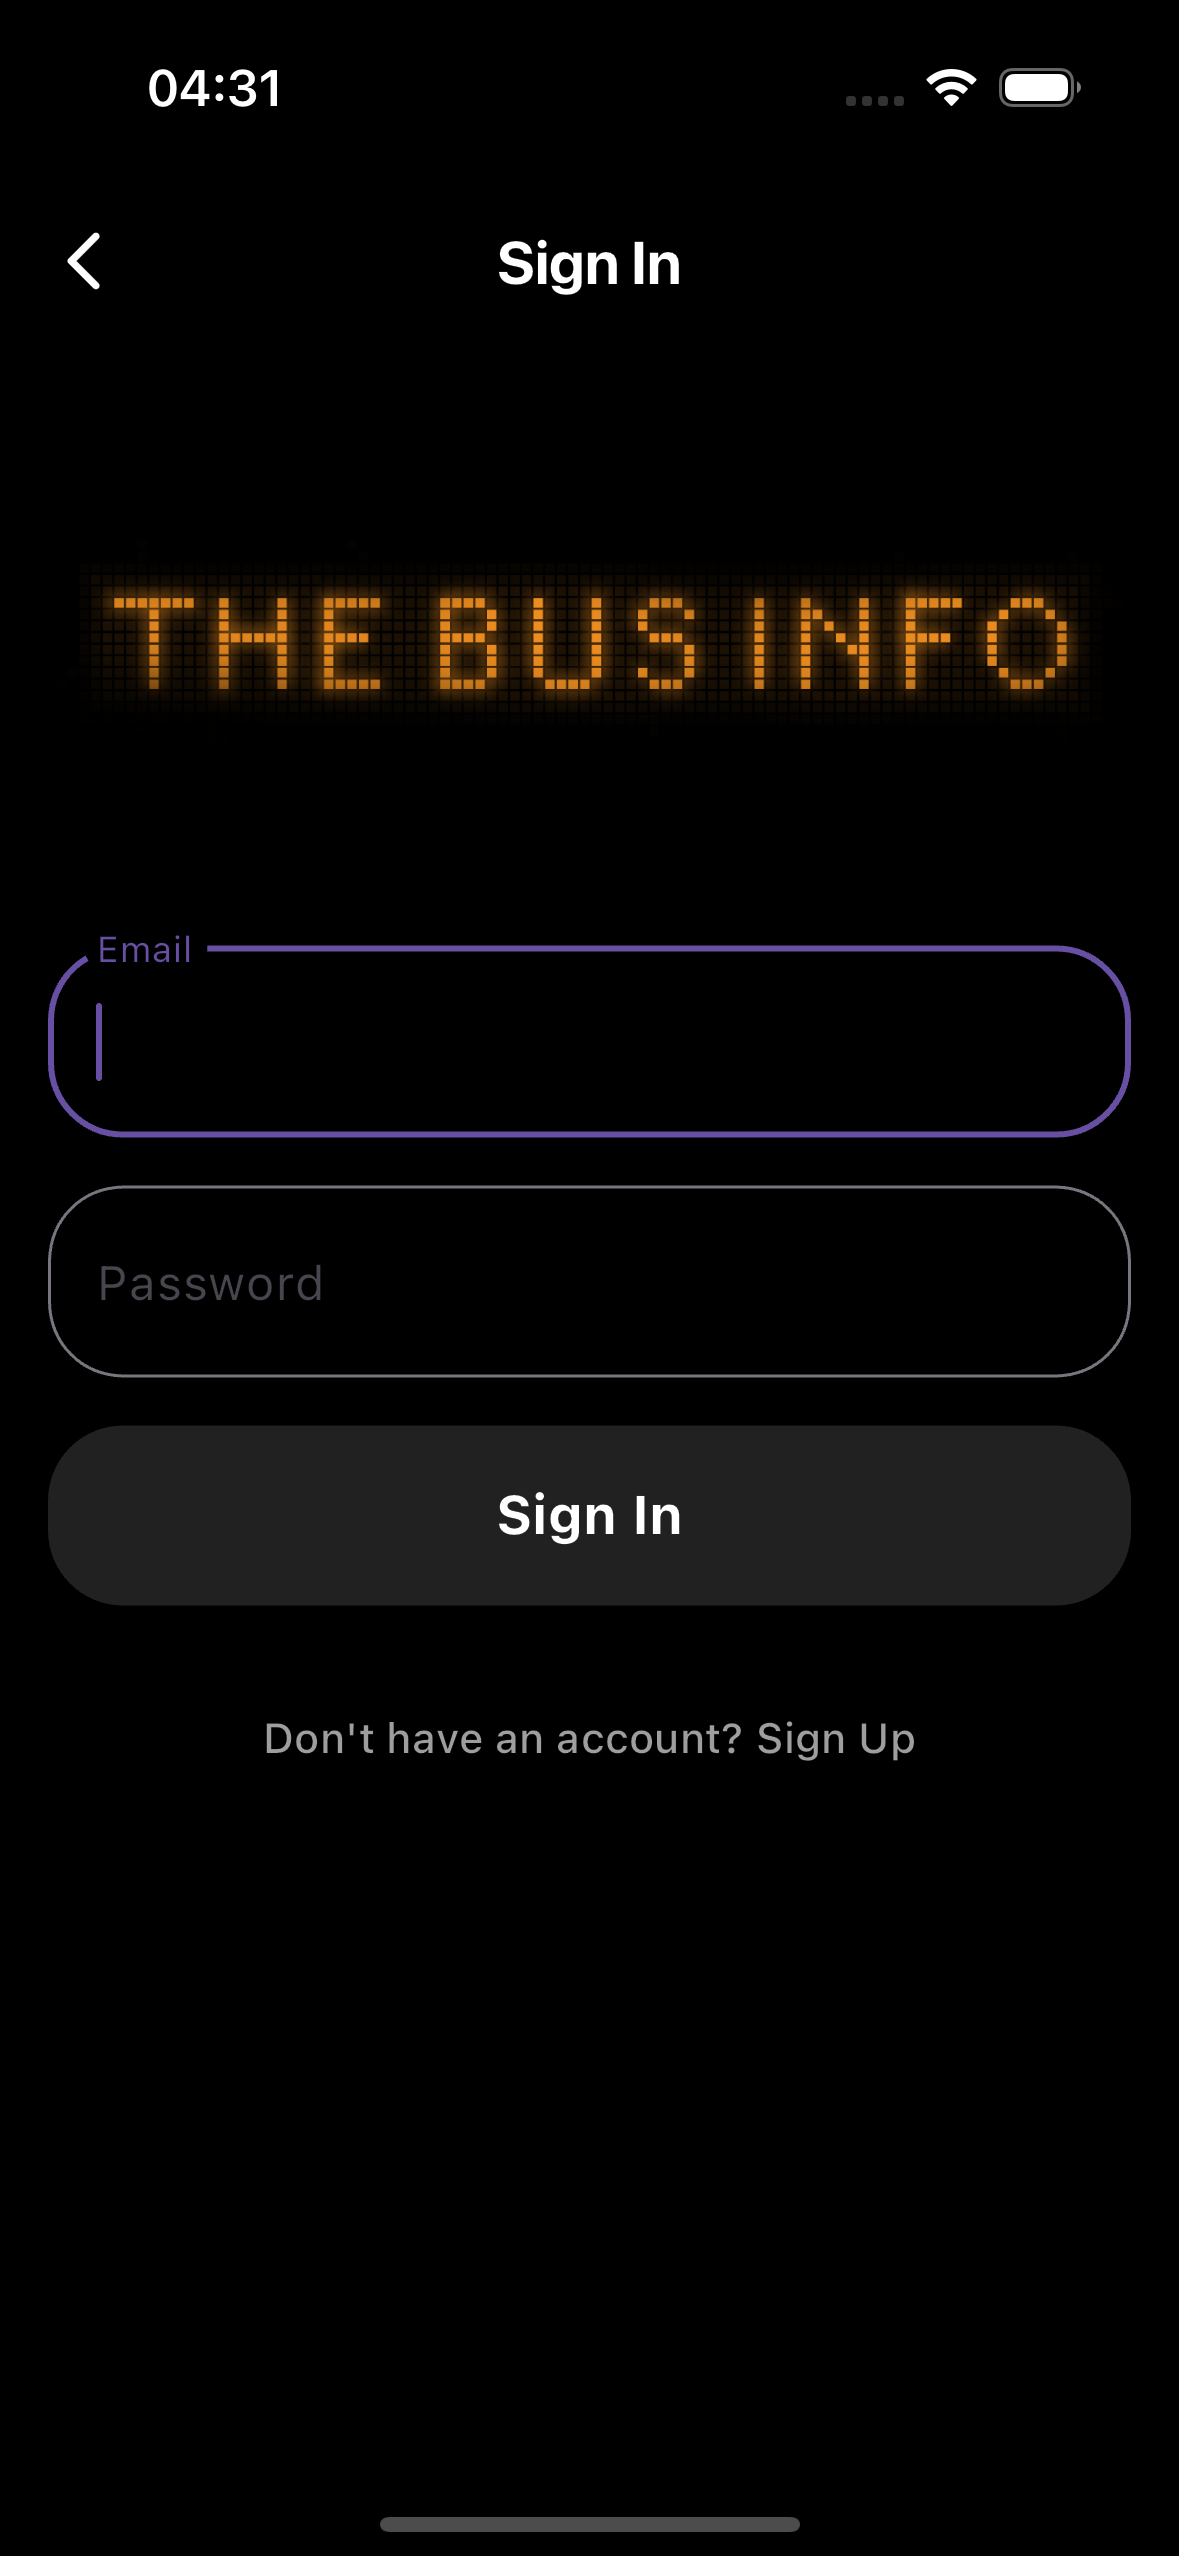 04:31
Sign In
THE BUS INFO
Email
Password
Sign In
Don't have an account? Sign Up